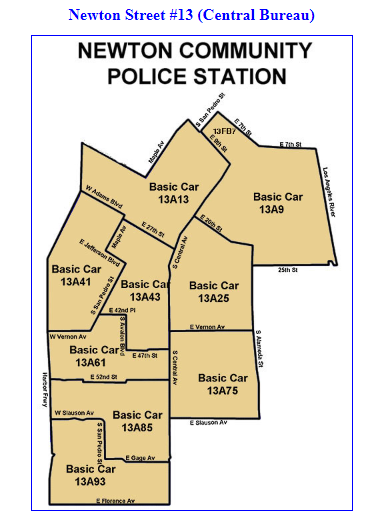 Newton Street #13 (Central Bureau)
NEWTON COMMUNITY
POLICE STATION
S San Pedro St
13FB7
E 7th St
E 9th St
E 7th St
Maple Av
Los Angeles River
Basic Car
13A13
Basic Car
13A9
W Adams Blvd
E 27th St
E 20th St
Maple Av
E Jefferson Blvd
S Central Av
25th St
Basic Car
13A41
S San Pedro St
Basic Car
13A43
Basic Car
13A25
E 42nd Pl
S Avalon Blvd
E Vernon Av
W Vernon Av
S Alameda St
Basic Car
13A61
E 47th St
S Central Av
Harbor Frwy
E 52nd St
Basic Car
13A75
W Slauson Av
Basic Car
13A85
E Slauson Av
S San Pedro St
E Gage Av
Basic Car
13A93
E Florence Av